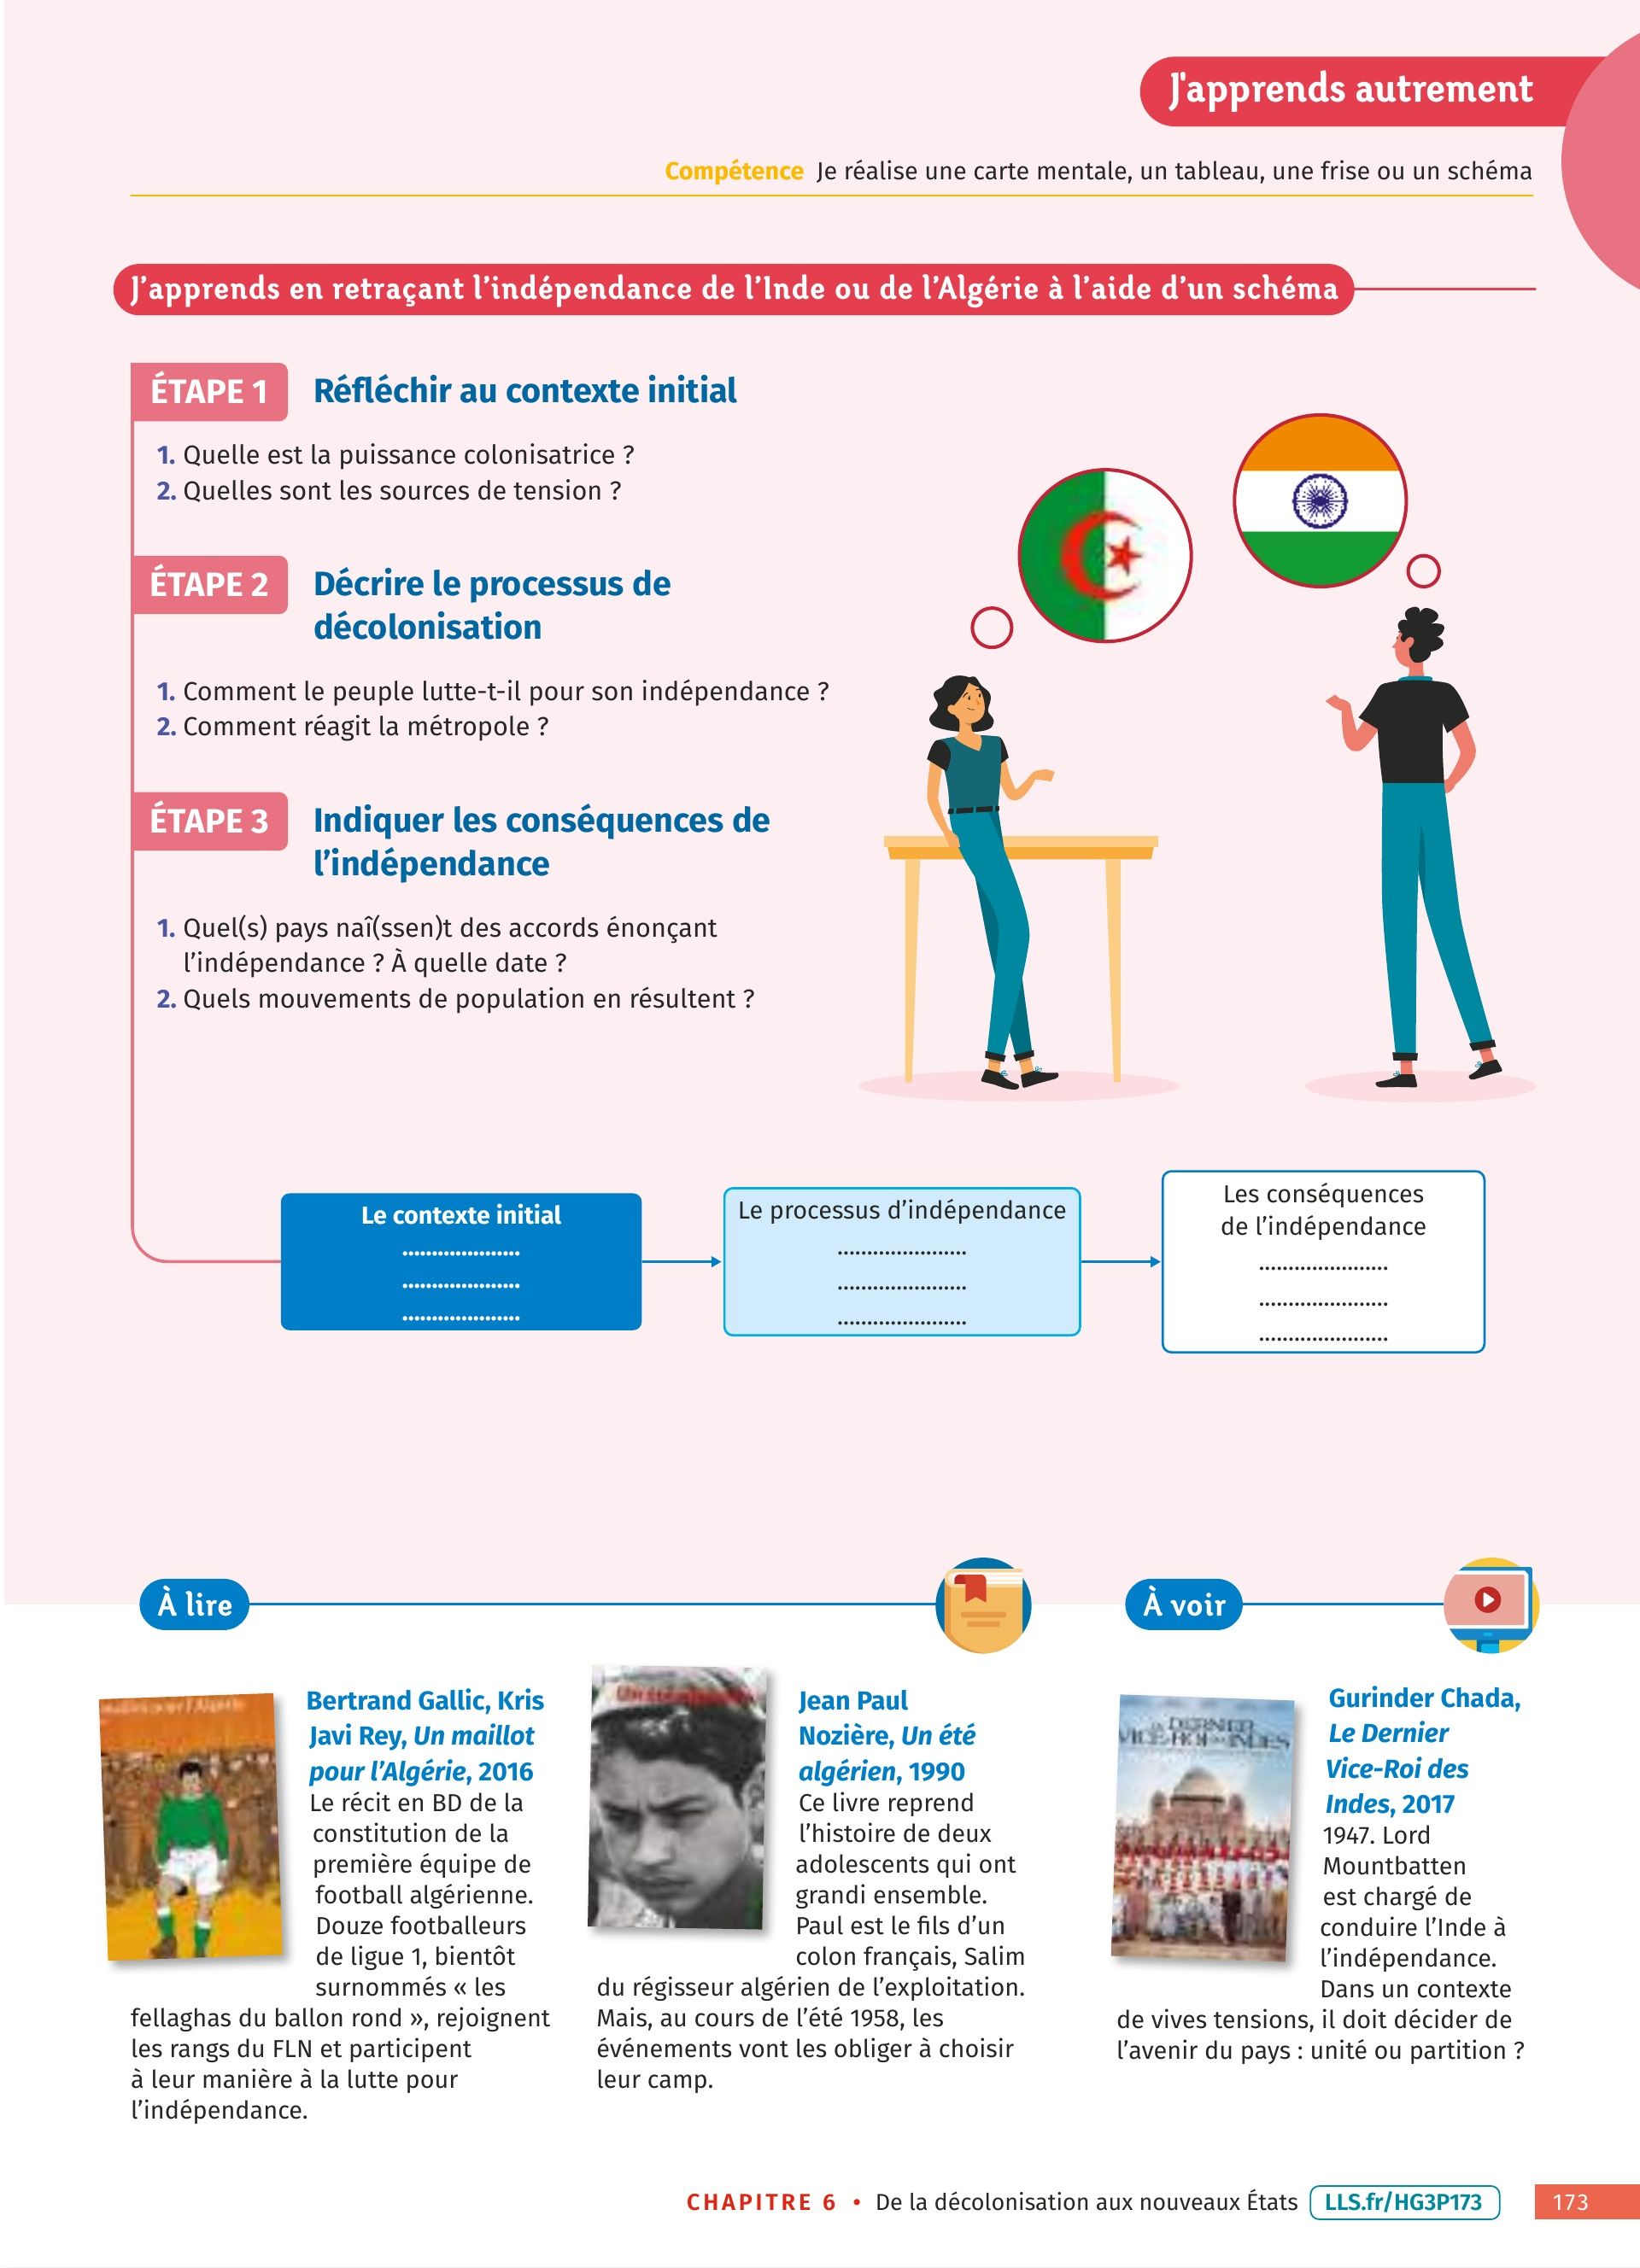 J'apprends autrement
Compétence Je réalise une carte mentale, un tableau, une frise ou un schéma
J'apprends en retraçant l'indépendance de l'Inde ou de l'Algérie à l'aide d'un schéma
ÉTAPE 1 Réfléchir au contexte initial
1. Quelle est la puissance colonisatrice ?
2. Quelles sont les sources de tension ?
ÉTAPE 2 Décrire le processus de
décolonisation
1. Comment le peuple lutte-t-il pour son indépendance ?
2. Comment réagit la métropole ?
ÉTAPE 3 Indiquer les conséquences de
l'indépendance
1. Quel(s) pays naî(ssen)t des accords énonçant
l'indépendance ? À quelle date ?
2. Quels mouvements de population en résultent ?
Le contexte initial
....................
....................
....................
Le processus d'indépendance
......................
......................
......................
Les conséquences
de l'indépendance
......................
......................
......................
À lire
Bertrand Gallic, Kris
Javi Rey, Un maillot
pour l'Algérie, 2016
Le récit en BD de la
constitution de la
première équipe de
football algérienne.
Douze footballeurs
de ligue 1, bientôt
surnommés « les
fellaghas du ballon rond », rejoignent
les rangs du FLN et participent
à leur manière à la lutte pour
l'indépendance.
Jean Paul
Nozière, Un été
algérien, 1990
Ce livre reprend
l'histoire de deux
adolescents qui ont
grandi ensemble.
Paul est le fils d'un
colon français, Salim
du régisseur algérien de l'exploitation.
Mais, au cours de l'été 1958, les
événements vont les obliger à choisir
leur camp.
À voir
LE DERNIER
VICE-ROI DES INDES
Gurinder Chada,
Le Dernier
Vice-Roi des
Indes, 2017
1947. Lord
Mountbatten
est chargé de
conduire l'Inde à
l'indépendance.
Dans un contexte
de vives tensions, il doit décider de
l'avenir du pays : unité ou partition ?
CHAPITRE 6 • De la décolonisation aux nouveaux États LLS.fr/HG3P173 173